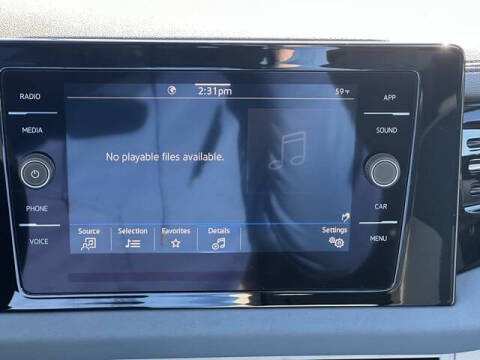 RADIO
2:31pm
59°F
APP
MEDIA
SOUND
No playable files available.
PHONE
CAR
VOICE
Source
Selection
Favorites
Details
Settings
MENU